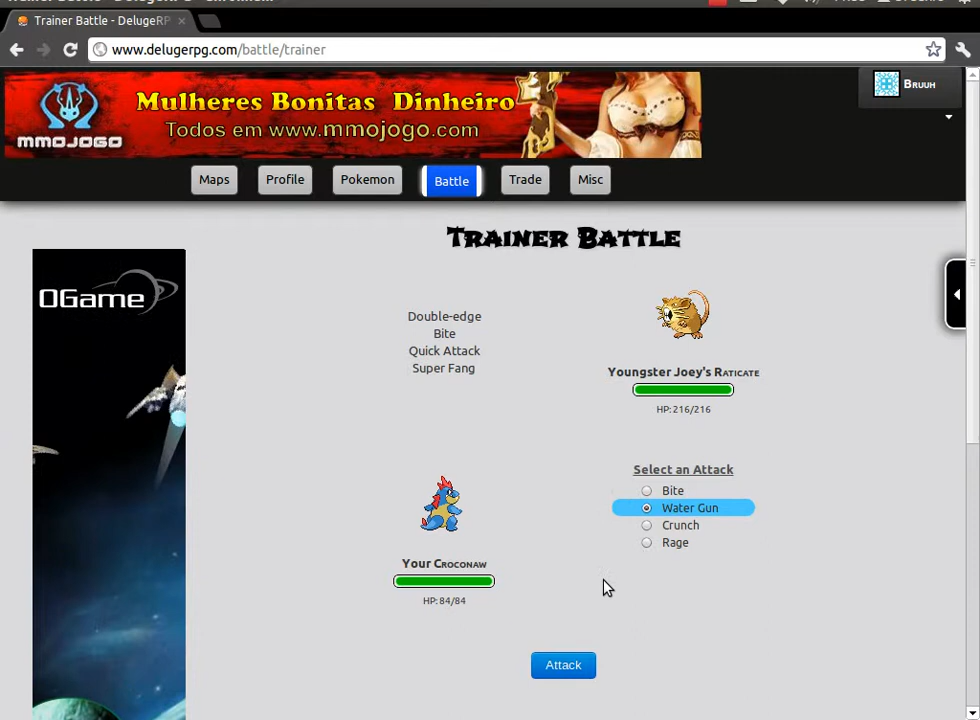 Trainer Battle - DelugeRP
www.delugerpg.com/battle/trainer
Mulheres Bonitas Dinheiro
Todos em www.mmojogo.com
MMOJOGO
Bruuh
Maps
Profile
Pokemon
Battle
Trade
Misc
Trainer Battle
OGame
Double-edge
Bite
Quick Attack
Super Fang
Youngster Joey's Raticate
HP: 216/216
Select an Attack
Bite
Water Gun
Crunch
Rage
Your Croconaw
HP: 84/84
Attack